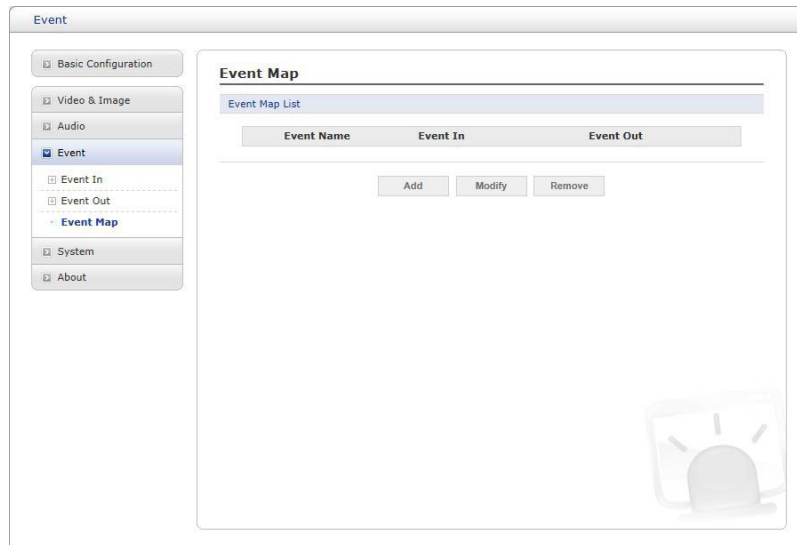 Event
Basic Configuration
Video & Image
Audio
Event
Event In
Event Out
Event Map
System
About
Event Map
Event Map List
Event Name Event In Event Out
Add Modify Remove